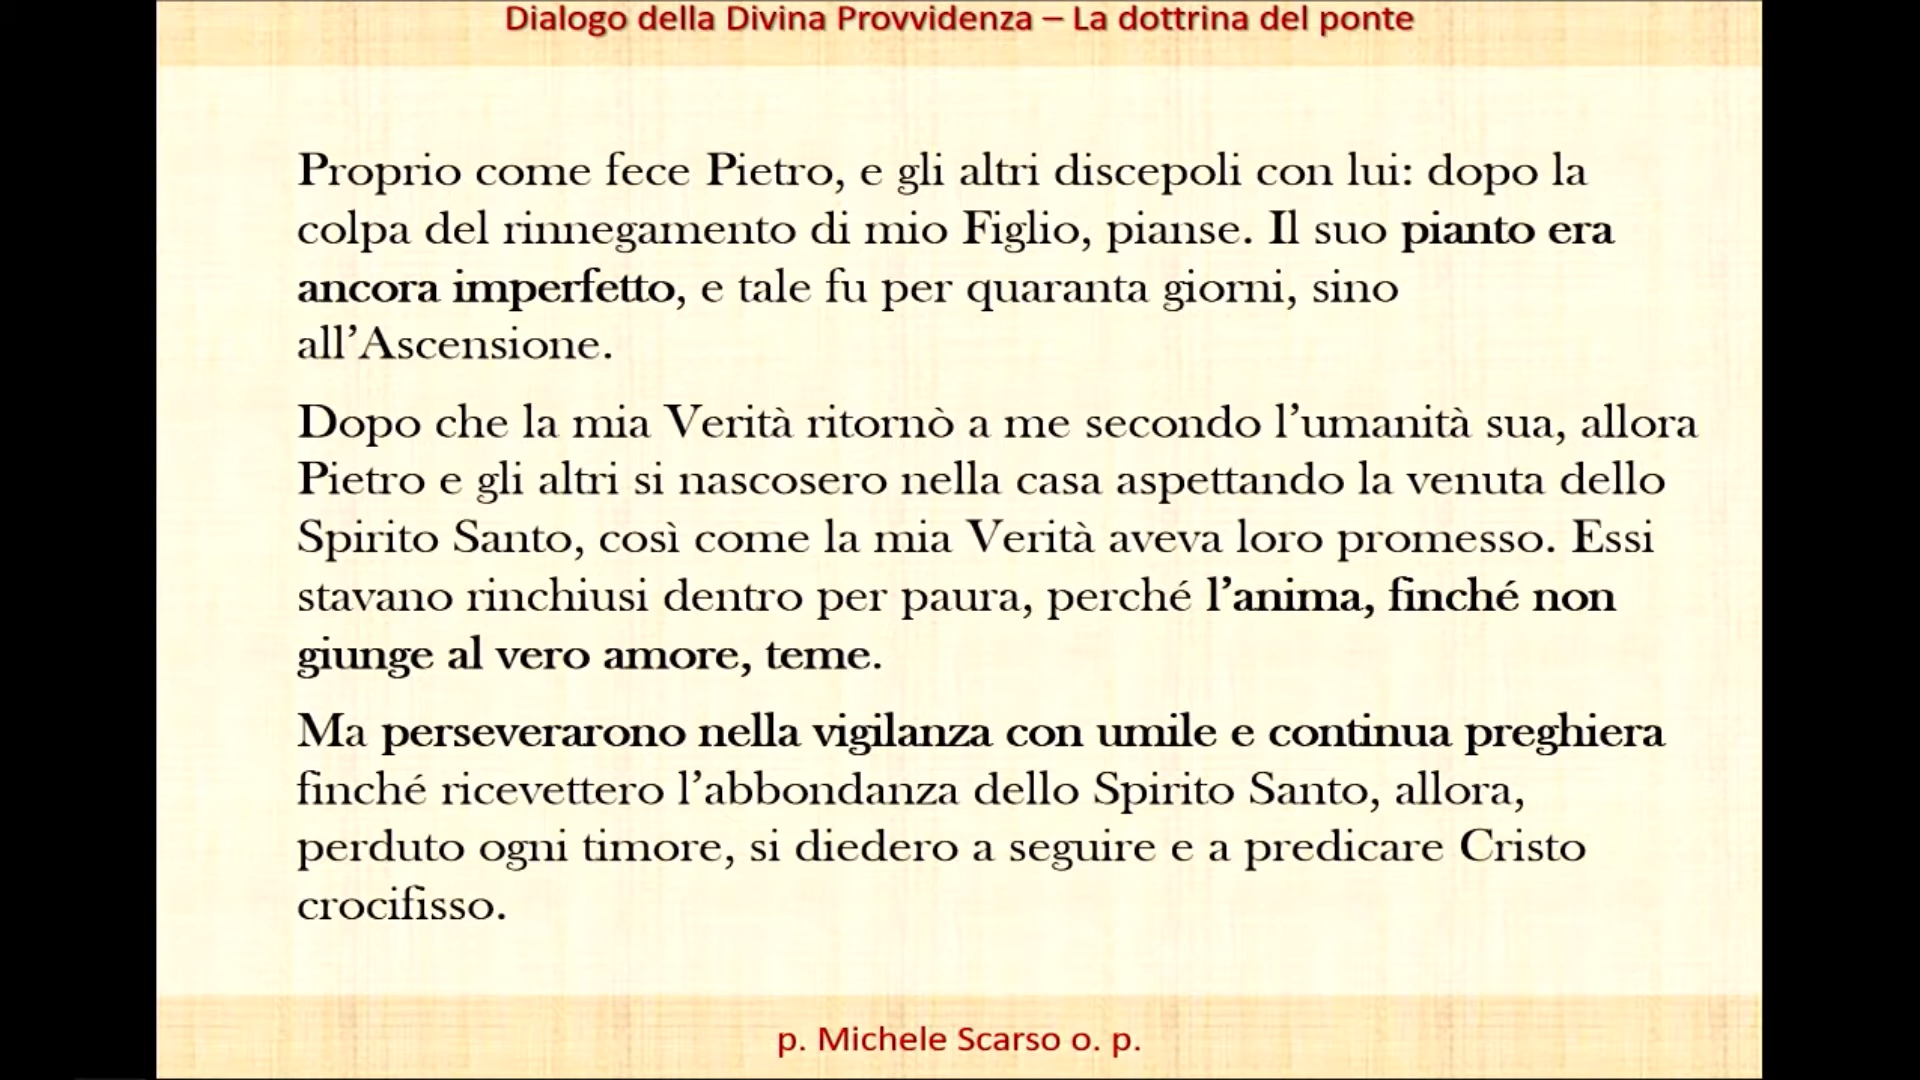 Dialogo della Divina Provvidenza – La dottrina del ponte
Proprio come fece Pietro, e gli altri discepoli con lui: dopo la
colpa del rinnegamento di mio Figlio, pianse. Il suo pianto era
ancora imperfetto, e tale fu per quaranta giorni, sino
all’Ascensione.
Dopo che la mia Verità ritornò a me secondo l’umanità sua, allora
Pietro e gli altri si nascosero nella casa aspettando la venuta dello
Spirito Santo, così come la mia Verità aveva loro promesso. Essi
stavano rinchiusi dentro per paura, perché l’anima, finché non
giunge al vero amore, teme.
Ma perseverarono nella vigilanza con umile e continua preghiera
finché ricevettero l’abbondanza dello Spirito Santo, allora,
perduto ogni timore, si diedero a seguire e a predicare Cristo
crocifisso.
p. Michele Scarso o. p.